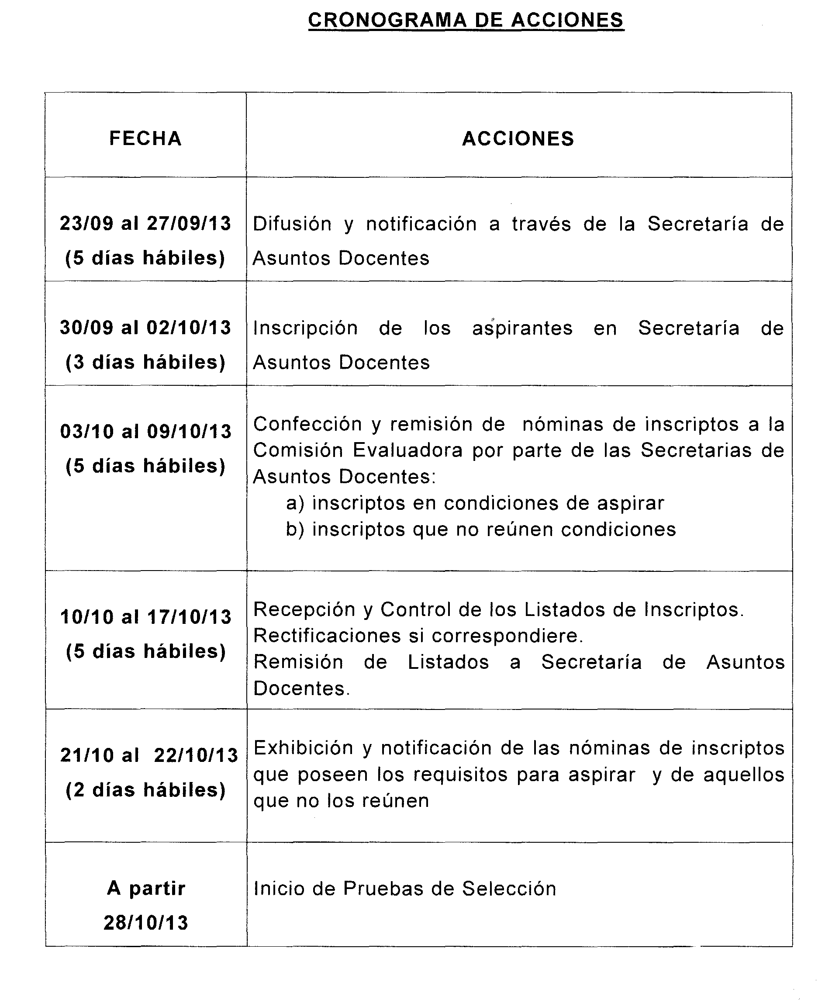 CRONOGRAMA DE ACCIONES
FECHA
ACCIONES
23/09 al 27/09/13
(5 días hábiles)
Difusión y notificación a través de la Secretaría de
Asuntos Docentes
30/09 al 02/10/13
(3 días hábiles)
Inscripción de los aspirantes en Secretaría de
Asuntos Docentes
03/10 al 09/10/13
(5 días hábiles)
Confección y remisión de nóminas de inscriptos a la
Comisión Evaluadora por parte de las Secretarias de
Asuntos Docentes:
a) inscriptos en condiciones de aspirar
b) inscriptos que no reúnen condiciones
10/10 al 17/10/13
(5 días hábiles)
Recepción y Control de los Listados de Inscriptos.
Rectificaciones si correspondiere.
Remisión de Listados a Secretaría de Asuntos
Docentes.
21/10 al 22/10/13
(2 días hábiles)
Exhibición y notificación de las nóminas de inscriptos
que poseen los requisitos para aspirar y de aquellos
que no los reúnen
A partir
28/10/13
Inicio de Pruebas de Selección